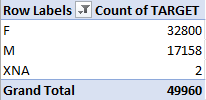 Row Labels Count of TARGET
F 32800
M 17158
XNA 2
Grand Total 49960